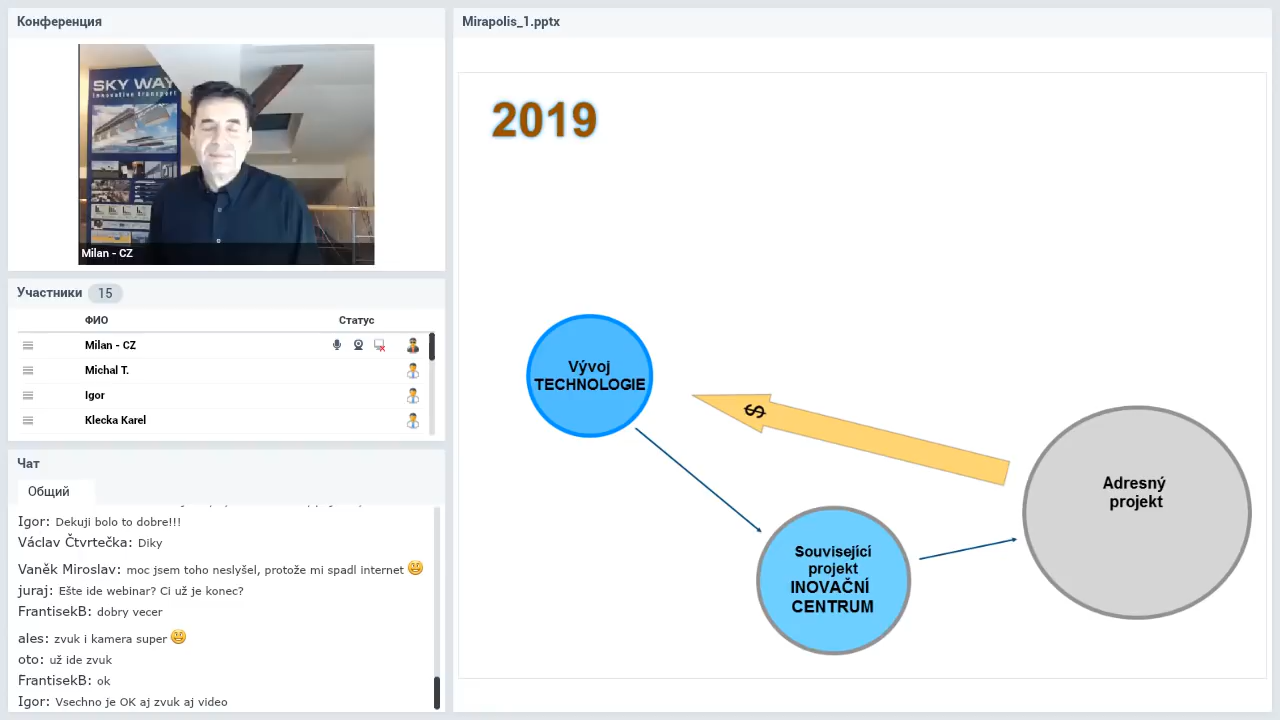 Конференция
SKY WAY
Innovative transport
Milan - CZ
Участники 15
ФИО Статус
Milan - CZ
Michal T.
Igor
Klecka Karel
Чат
Общий
Igor: Dekuji bolo to dobre!!!
Václav Čtvrtečka: Diky
Vaněk Miroslav: moc jsem toho neslyšel, protože mi spadl internet
juraj: Ešte ide webinar? Ci už je konec?
FrantisekB: dobry vecer
ales: zvuk i kamera super
oto: už ide zvuk
FrantisekB: ok
Igor: Vsechno je OK aj zvuk aj video
Mirapolis_1.pptx
2019
Vývoj
TECHNOLOGIE
$
Adresný
projekt
Související
projekt
INOVAČNÍ
CENTRUM